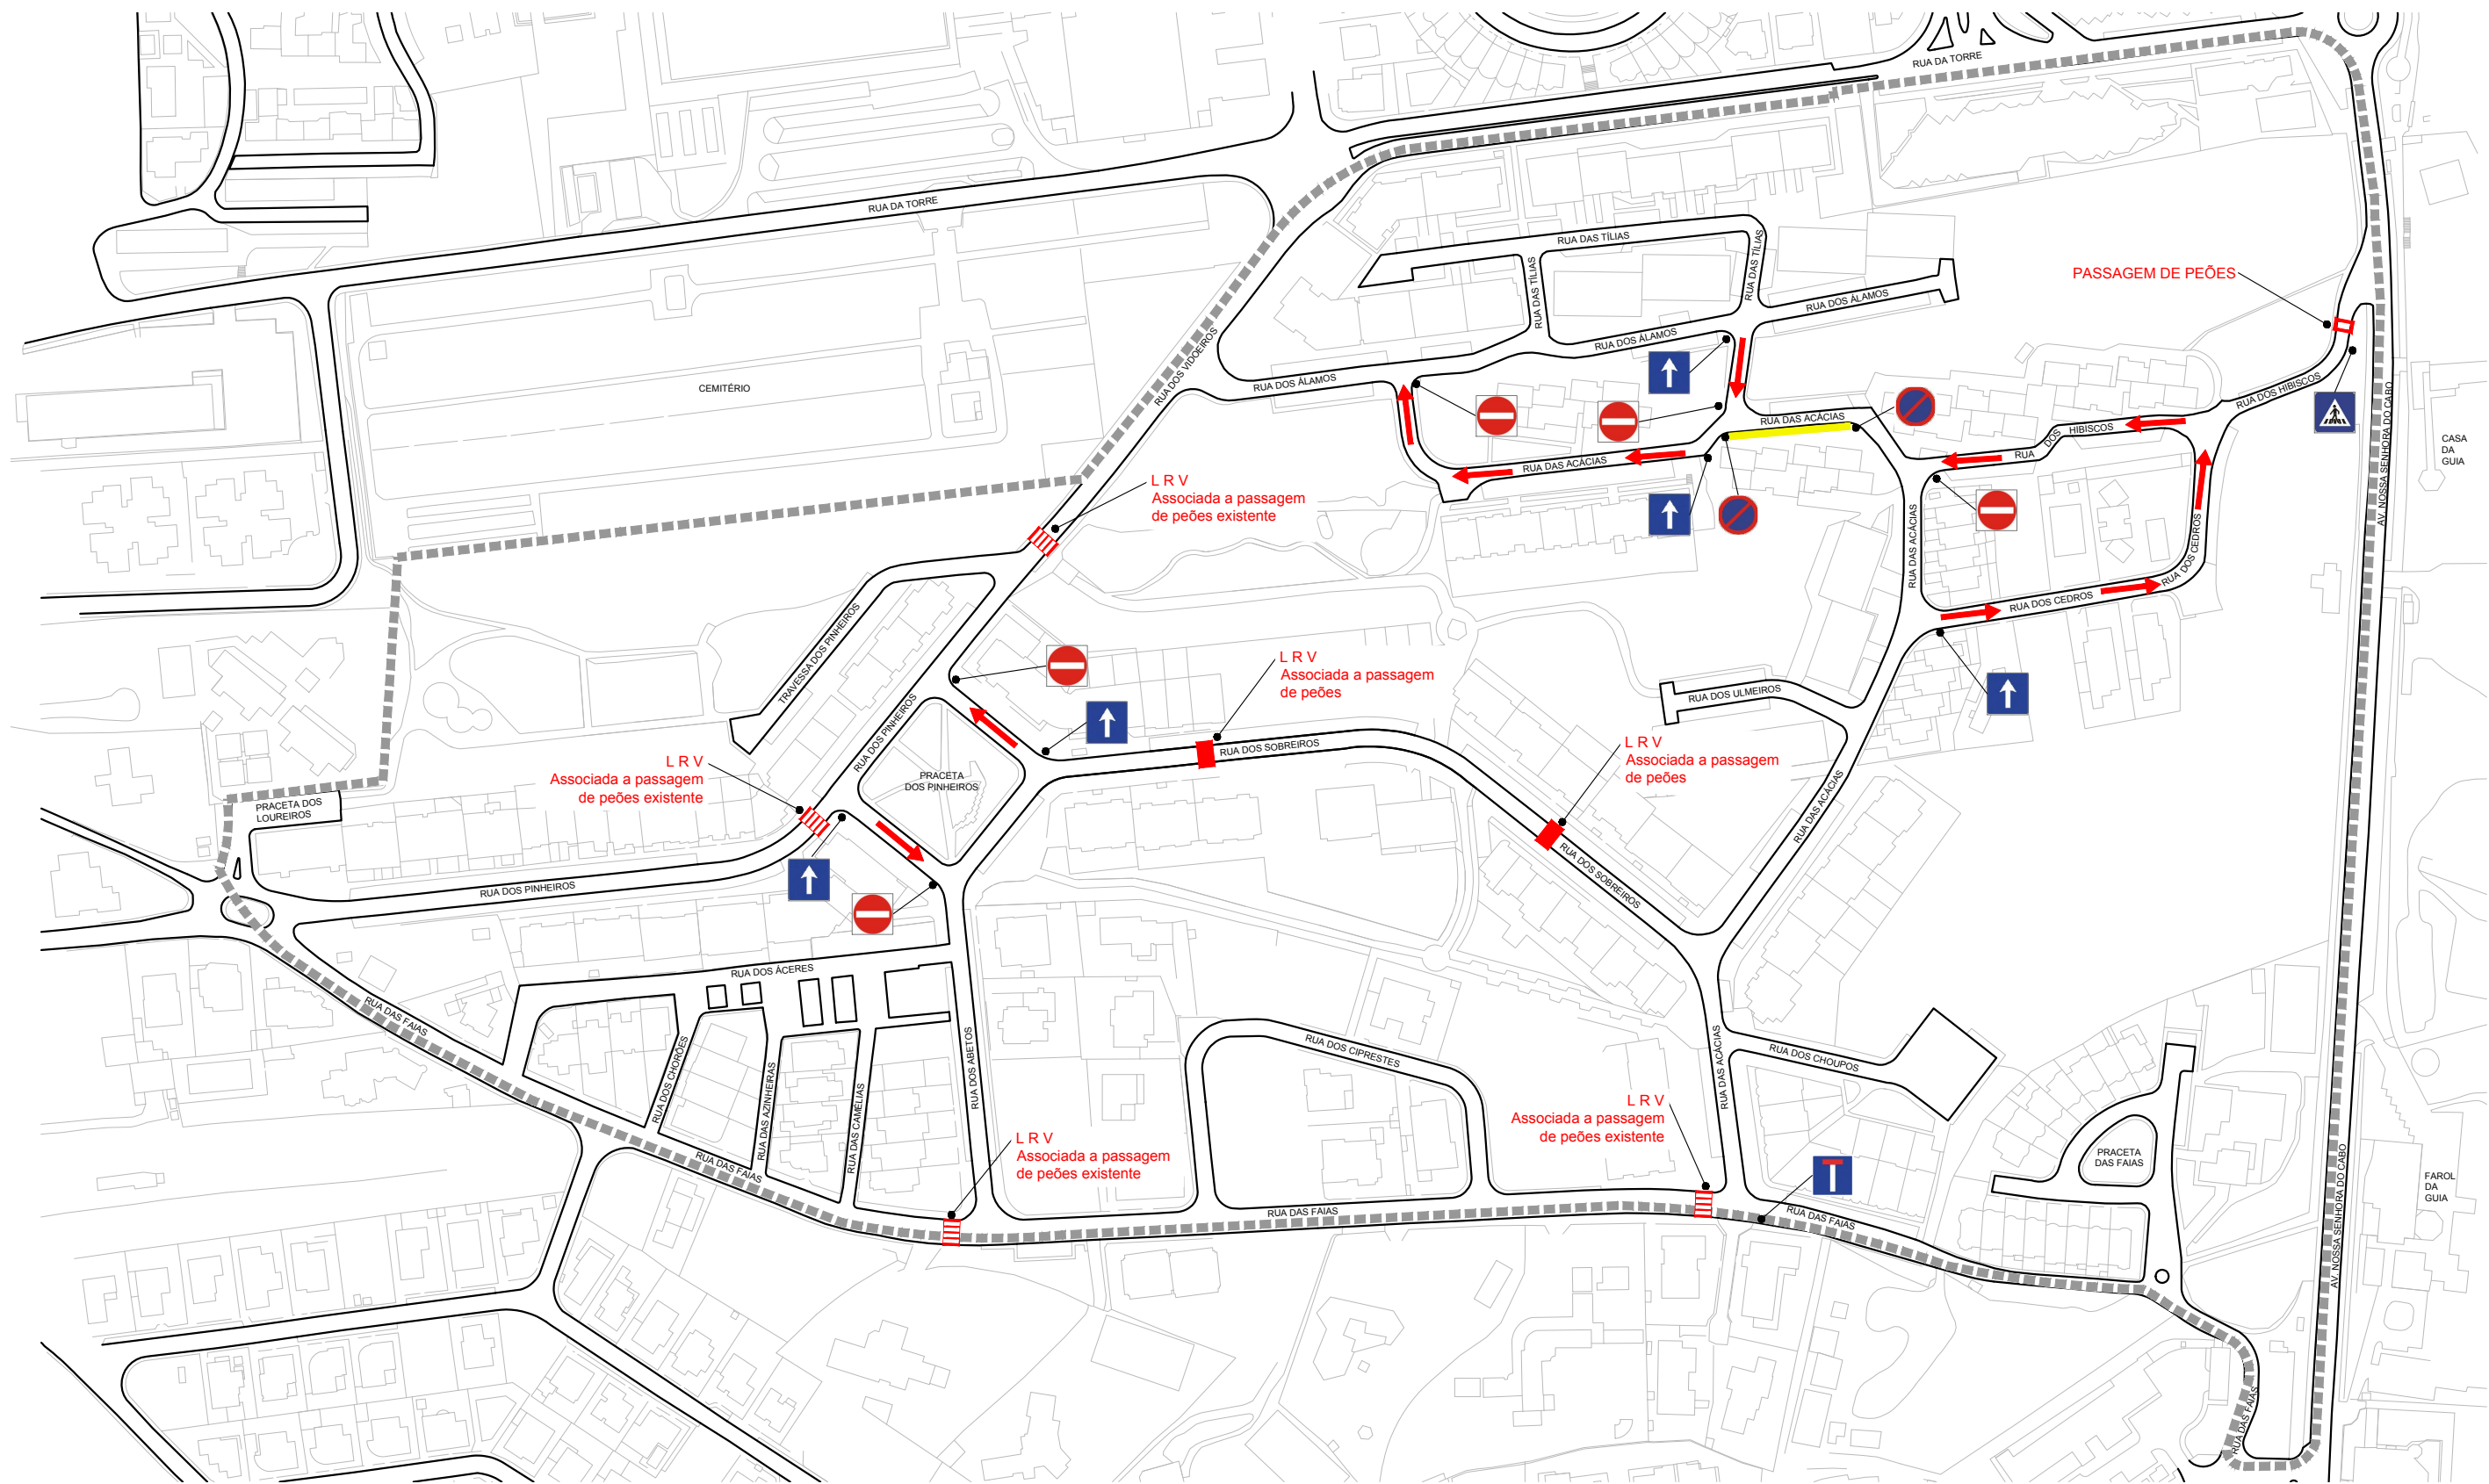 RUA DA TORRE
RUA DA TORRE
RUA DAS TÍLIAS
RUA DAS TÍLIAS
RUA DAS TÍLIAS
RUA DOS ÁLAMOS
RUA DOS ÁLAMOS
RUA DOS ÁLAMOS
PASSAGEM DE PEÕES
RUA DOS VIDOEIROS
CEMITÉRIO
RUA DOS HIBISCOS
RUA DOS HIBISCOS
AV. NOSSA SENHORA DO CABO
RUA DAS ACÁCIAS
RUA DAS ACÁCIAS
RUA DAS ACÁCIAS
CASA
DA
GUIA
L R V
Associada a passagem
de peões existente
RUA DOS CEDROS
RUA DOS CEDROS
TRAVESSA DOS PINHEIROS
L R V
Associada a passagem
de peões
RUA DOS ULMEIROS
RUA DOS PINHEIROS
RUA DOS SOBREIROS
L R V
Associada a passagem
de peões
L R V
Associada a passagem
de peões existente
PRACETA
DOS PINHEIROS
PRACETA DOS
LOUREIROS
RUA DAS ACÁCIAS
RUA DOS SOBREIROS
RUA DOS PINHEIROS
RUA DOS ÁCERES
RUA DAS FAIAS
RUA DOS CHORÕES
RUA DAS AZINHEIRAS
RUA DAS CAMÉLIAS
RUA DOS ABETOS
RUA DOS CIPRESTES
RUA DAS ACÁCIAS
RUA DOS CHOUPOS
L R V
Associada a passagem
de peões existente
L R V
Associada a passagem
de peões existente
PRACETA
DAS FAIAS
RUA DAS FAIAS
RUA DAS FAIAS
RUA DAS FAIAS
AV. NOSSA SENHORA DO CABO
FAROL
DA
GUIA
RUA DAS FAIAS